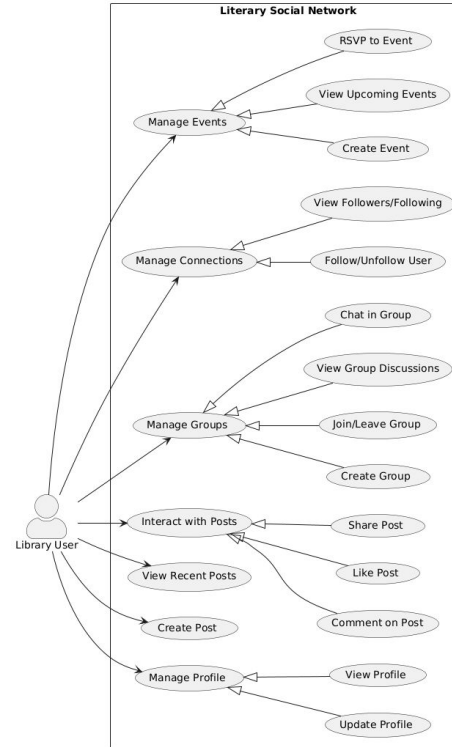 Literary Social Network
RSVP to Event
View Upcoming Events
Manage Events
Create Event
View Followers/Following
Manage Connections
Follow/Unfollow User
Chat in Group
View Group Discussions
Manage Groups
Join/Leave Group
Create Group
Library User
Interact with Posts
Share Post
View Recent Posts
Like Post
Create Post
Comment on Post
Manage Profile
View Profile
Update Profile